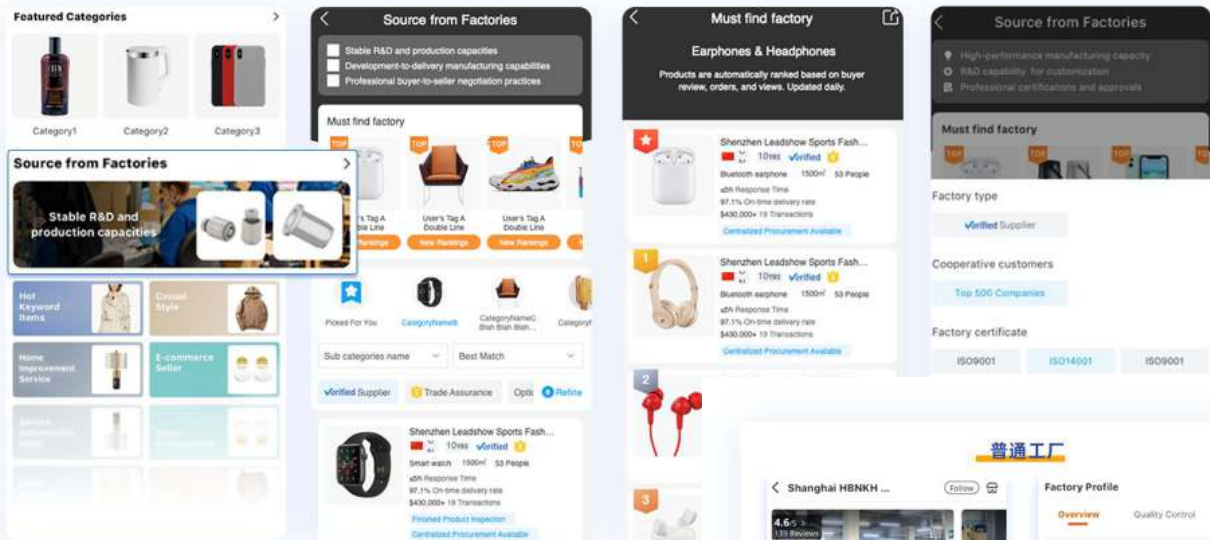 Featured Categories
Category1
Category2
Category3
Source from Factories
Stable R&D and
production capacities
Hot
Keyword
Items
Casual
Style
Home
Improvement
Service
E-commerce
Seller
Source from Factories
Stable R&D and production capacities
Development-to-delivery manufacturing capabilities
Professional buyer-to-seller negotiation practices
Must find factory
TOP
TOP
TOP
TO
User's Tag A
Double Line
User's Tag A
Double Line
New Rankings
New Rankings
Picked For You
CategoryNameB
CategoryNameC
Blah Blah Blah...
Sub categories name
Best Match
Verified Supplier
Trade Assurance
Refine
Shenzhen Leadshow Sports Fash...
10YRS Verified
Smart watch 1500㎡ 53 People
≤5h Response Time
97.1% On-time delivery rate
$430,000+ 19 Transactions
Finished Product Inspection
Centralized Procurement Available
Must find factory
Earphones & Headphones
Products are automatically ranked based on buyer
review, orders, and views. Updated daily.
Shenzhen Leadshow Sports Fash...
10YRS Verified
Bluetooth earphone 1500㎡ 53 People
≤5h Response Time
97.1% On-time delivery rate
$430,000+ 19 Transactions
Centralized Procurement Available
1
Shenzhen Leadshow Sports Fash...
10YRS Verified
Bluetooth earphone 1500㎡ 53 People
≤5h Response Time
97.1% On-time delivery rate
$430,000+ 19 Transactions
Centralized Procurement Available
2
3
Source from Factories
High-performance manufacturing capacity
R&D capability for customization
Professional certifications and approvals
Must find factory
TOP
TOP
TOP
Factory type
Verified Supplier
Cooperative customers
Top 500 Companies
Factory certificate
ISO9001
ISO14001
ISO9001
普通工厂
Shanghai HBNKH ...
Follow
4.6/5
139 Reviews
Factory Profile
Overview
Quality Control